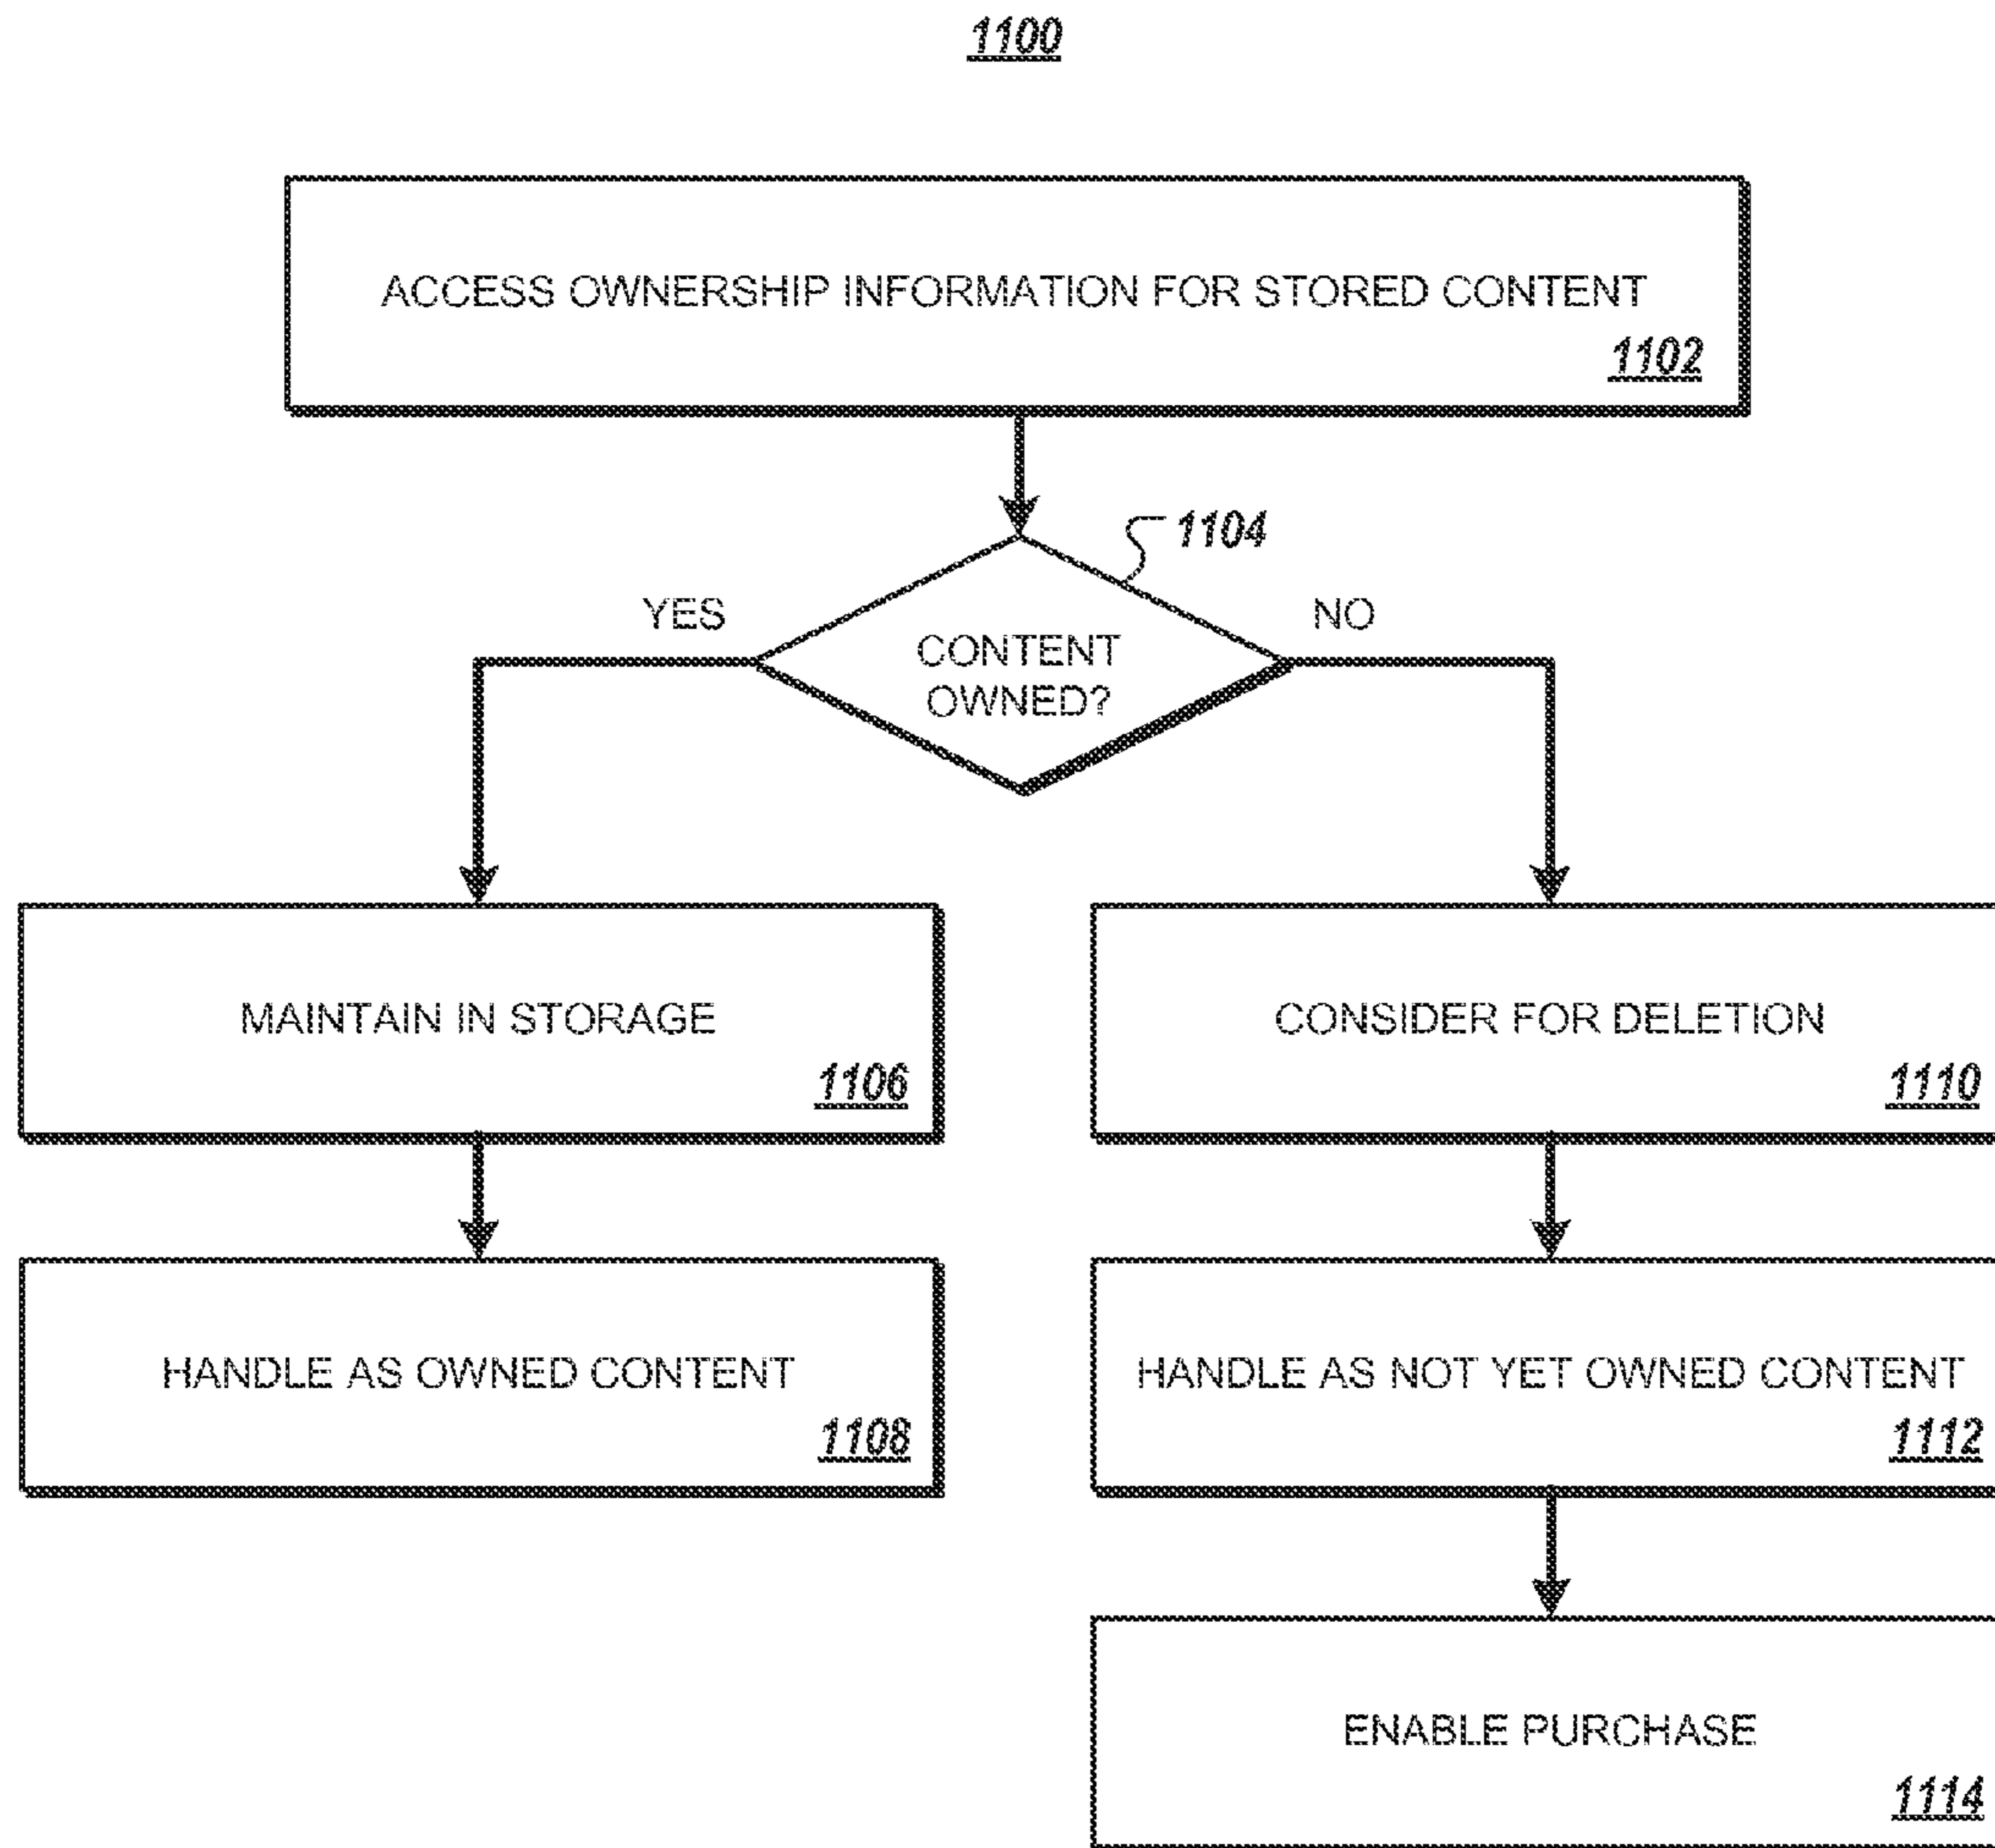 1100
ACCESS OWNERSHIP INFORMATION FOR STORED CONTENT
1102
1104
YES
NO
CONTENT
OWNED?
MAINTAIN IN STORAGE
1106
CONSIDER FOR DELETION
1110
HANDLE AS OWNED CONTENT
1108
HANDLE AS NOT YET OWNED CONTENT
1112
ENABLE PURCHASE
1114